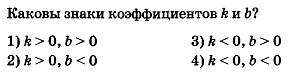 Каковы знаки коэффициентов k и b?
1) k > 0, b > 0 3) k < 0, b > 0
2) k > 0, b < 0 4) k < 0, b < 0